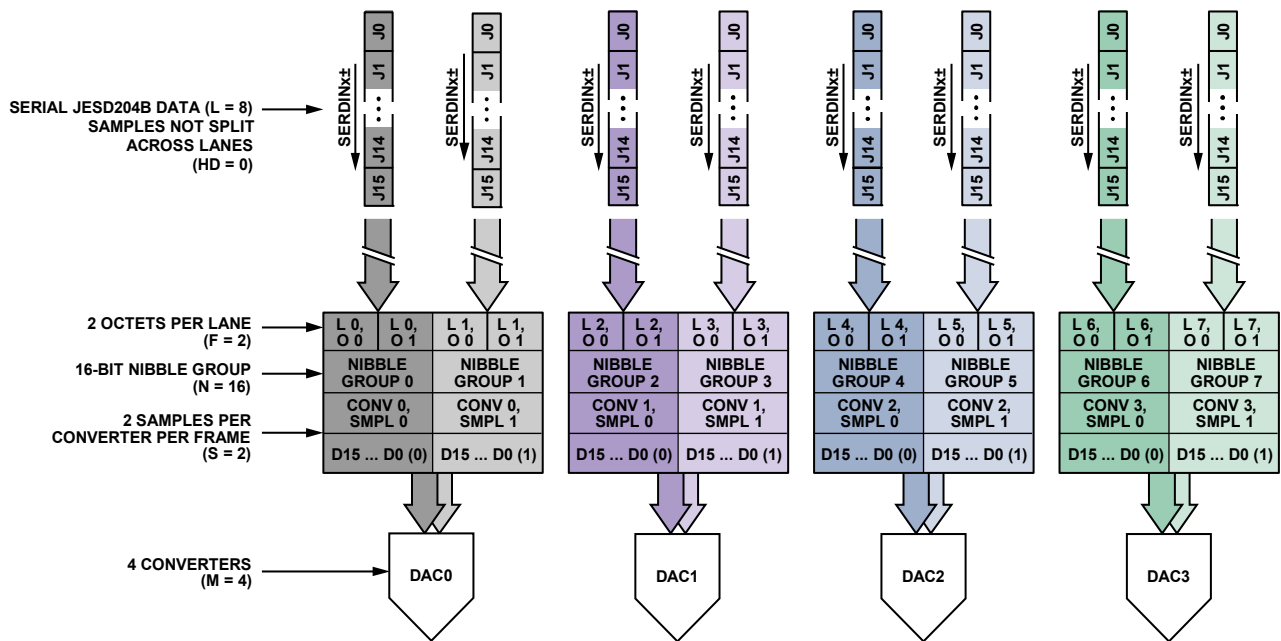 J0 J0 J0 J0 J0 J0 J0 J0
J1 J1 J1 J1 J1 J1 J1 J1
SERDINx± SERDINx± SERDINx± SERDINx± SERDINx± SERDINx± SERDINx± SERDINx±
SERIAL JESD204B DATA (L = 8)
SAMPLES NOT SPLIT
ACROSS LANES
(HD = 0)
J14 J14 J14 J14 J14 J14 J14 J14
J15 J15 J15 J15 J15 J15 J15 J15
2 OCTETS PER LANE
(F = 2)
L 0, L 0, L 1, L 1, L 2, L 2, L 3, L 3, L 4, L 4, L 5, L 5, L 6, L 6, L 7, L 7,
O 0 O 1 O 0 O 1 O 0 O 1 O 0 O 1 O 0 O 1 O 0 O 1 O 0 O 1 O 0 O 1
16-BIT NIBBLE GROUP
(N = 16)
NIBBLE NIBBLE NIBBLE NIBBLE NIBBLE NIBBLE NIBBLE NIBBLE
GROUP 0 GROUP 1 GROUP 2 GROUP 3 GROUP 4 GROUP 5 GROUP 6 GROUP 7
2 SAMPLES PER
CONVERTER PER FRAME
(S = 2)
CONV 0, CONV 0, CONV 1, CONV 1, CONV 2, CONV 2, CONV 3, CONV 3,
SMPL 0 SMPL 1 SMPL 0 SMPL 1 SMPL 0 SMPL 1 SMPL 0 SMPL 1
D15 ... D0 (0) D15 ... D0 (1) D15 ... D0 (0) D15 ... D0 (1) D15 ... D0 (0) D15 ... D0 (1) D15 ... D0 (0) D15 ... D0 (1)
4 CONVERTERS
(M = 4)
DAC0 DAC1 DAC2 DAC3